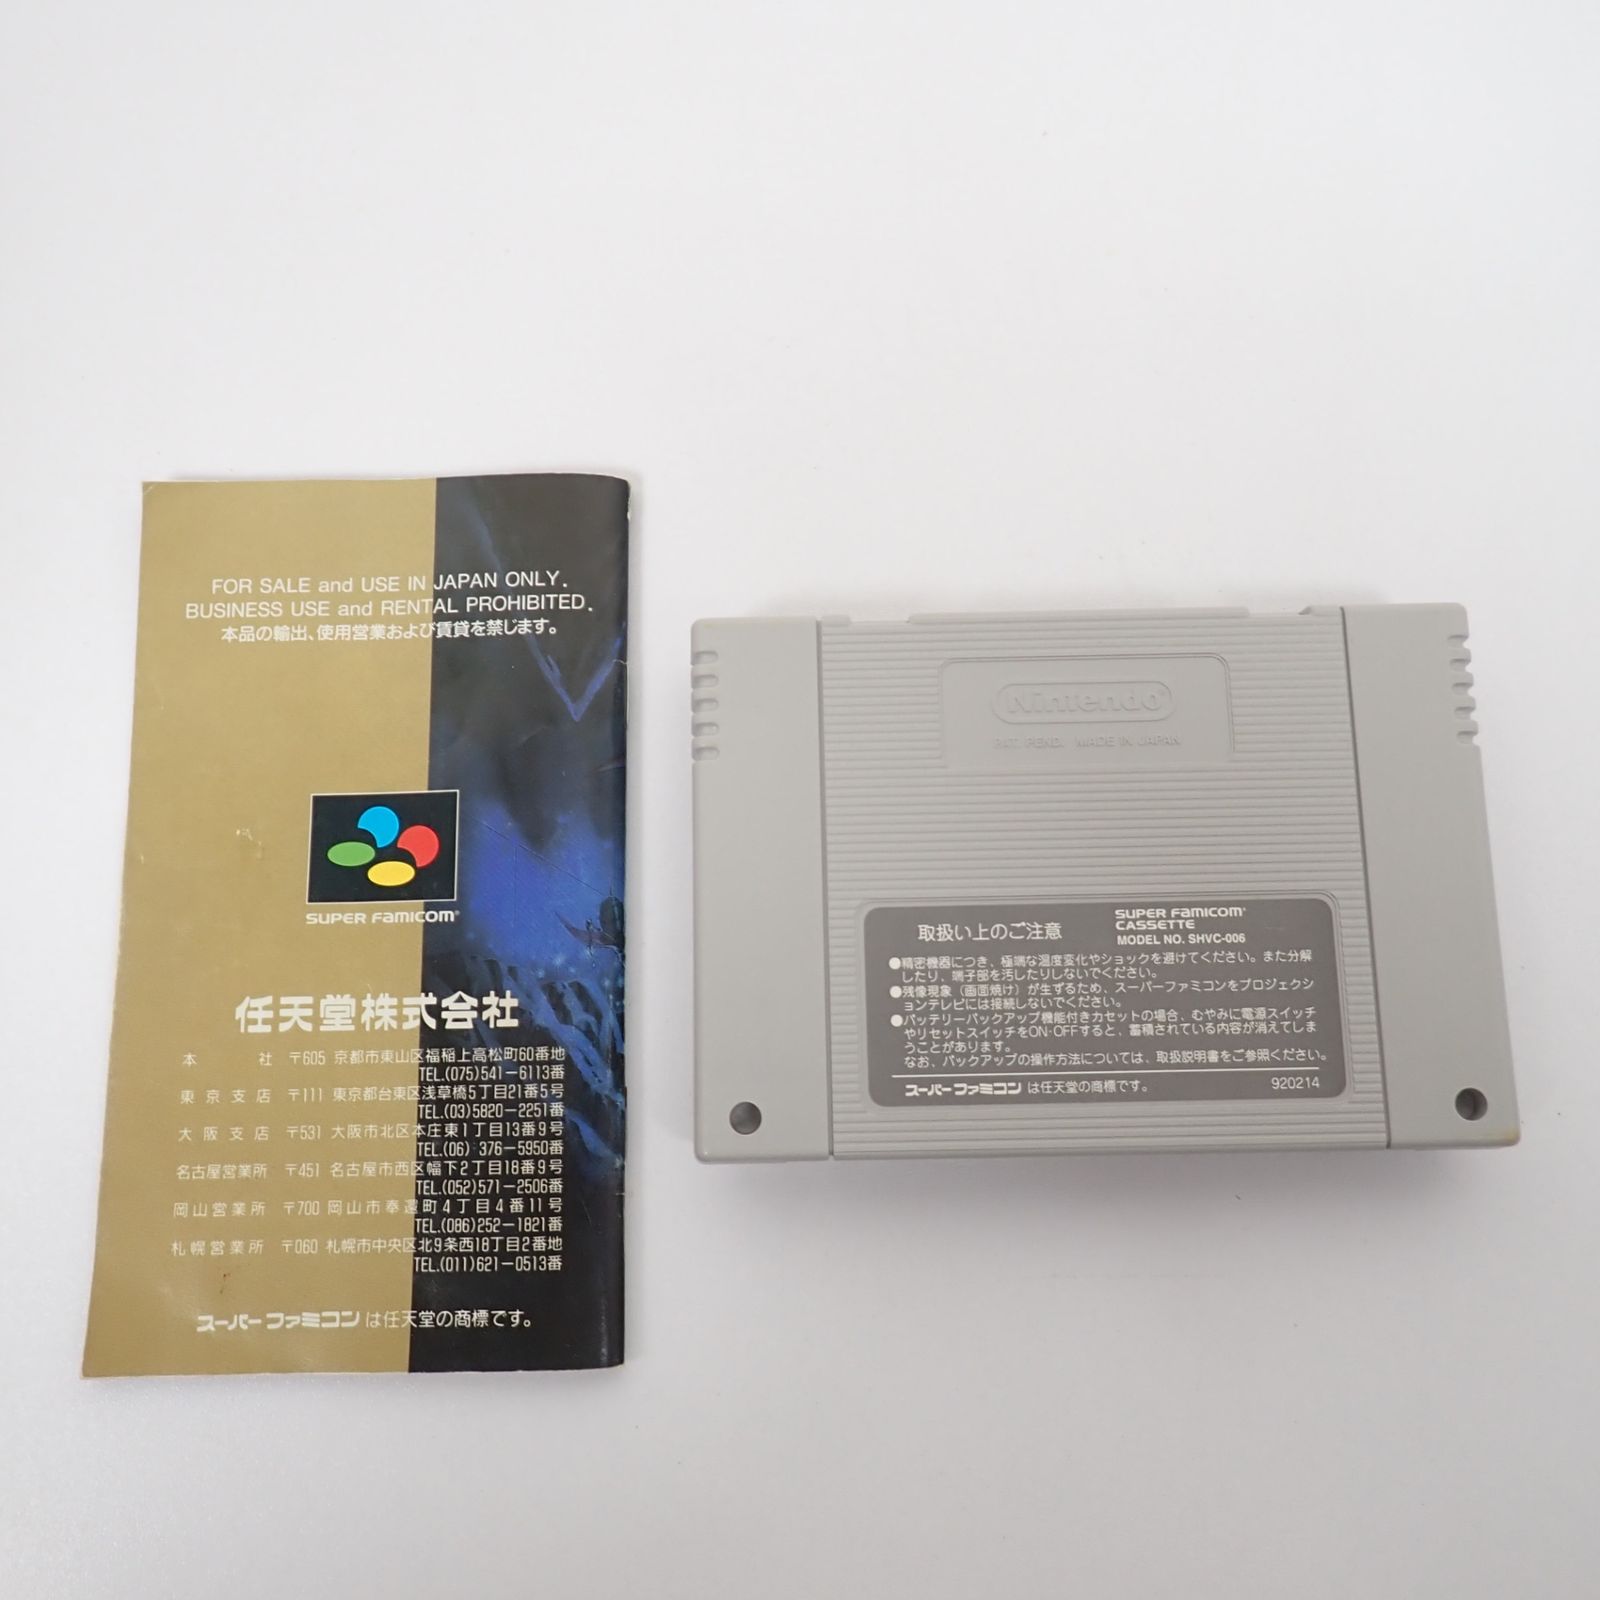 FOR SALE and USE IN JAPAN ONLY.
BUSINESS USE and RENTAL PROHIBITED.
本品の輸出、使用営業および賃貸を禁じます。
SUPER FAMICOM
任天堂株式会社
本 社 〒605 京都市東山区福稲上高松町60番地
TEL.(075)541-6113番
東京支店 〒111 東京都台東区浅草橋5丁目21番5号
TEL.(03)5820-2251番
大阪支店 〒531 大阪市北区本庄東1丁目13番9号
TEL.(06) 376-5950番
名古屋営業所 〒451 名古屋市西区幅下2丁目18番9号
TEL.(052)571-2506番
岡山営業所 〒700 岡山市奉還町4丁目4番11号
TEL.(086)252-1821番
札幌営業所 〒060 札幌市中央区北9条西18丁目2番地
TEL.(011)621-0513番
スーパーファミコンは任天堂の商標です。
Nintendo
PAT. PEND. MADE IN JAPAN
取扱い上のご注意
SUPER FAMICOM
CASSETTE
MODEL NO. SHVC-006
●精密機器につき、極端な温度変化やショックを避けてください。また分解
したり、端子部を汚したりしないでください。
●残像現象（画面焼け）が生ずるため、スーパーファミコンをプロジェクシ
ョンテレビには接続しないでください。
●バッテリーバックアップ機能付きカセットの場合、むやみに電源スイッチ
やリセットスイッチをON・OFFすると、蓄積されている内容が消えてしま
うことがあります。
なお、バックアップの操作方法については、取扱説明書をご参照ください。
スーパーファミコンは任天堂の商標です。
920214